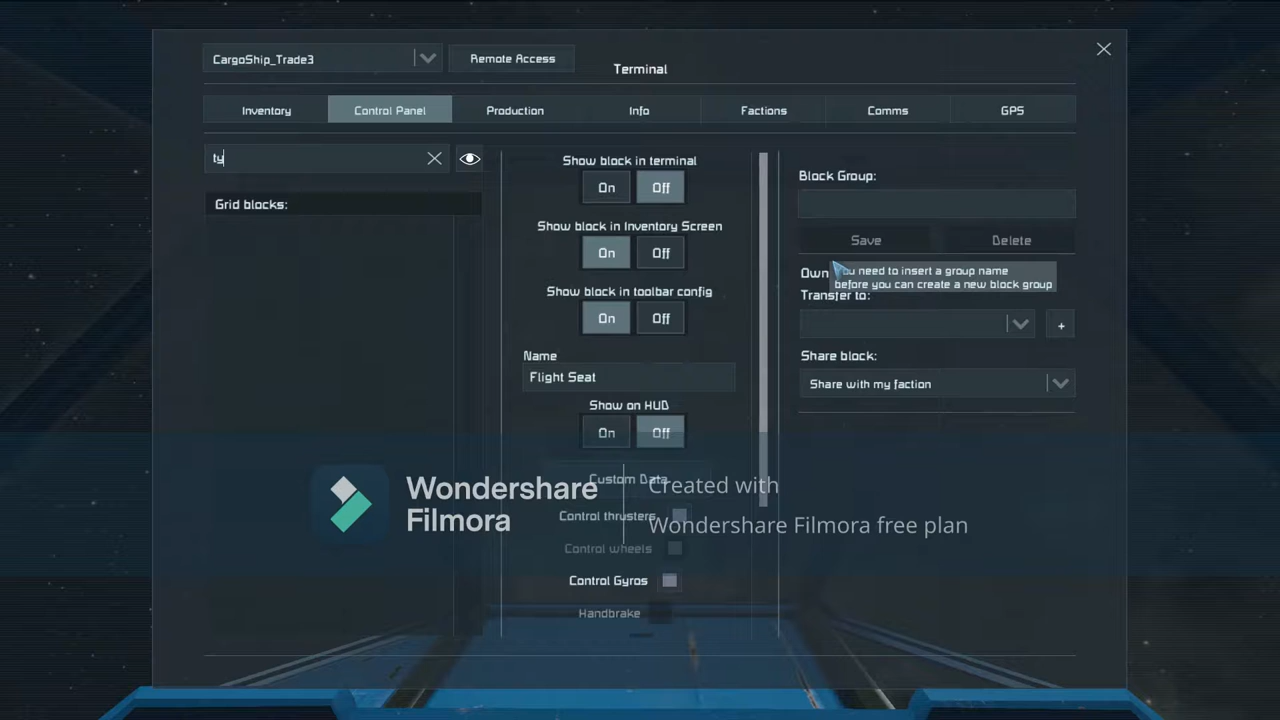 CargoShip_Trade3
Remote Access
Terminal
Inventory
Control Panel
Production
Info
Factions
Comms
GPS
ty
Grid blocks:
Show block in terminal
On Off
Show block in Inventory Screen
On Off
Show block in toolbar config
On Off
Name
Flight Seat
Show on HUD
On Off
Custom Data
Control thrusters
Control wheels
Control Gyros
Handbrake
Block Group:
Save Delete
You need to insert a group name
before you can create a new block group
Transfer to:
+
Share block:
Share with my faction
Wondershare
Filmora
Created with
Wondershare Filmora free plan